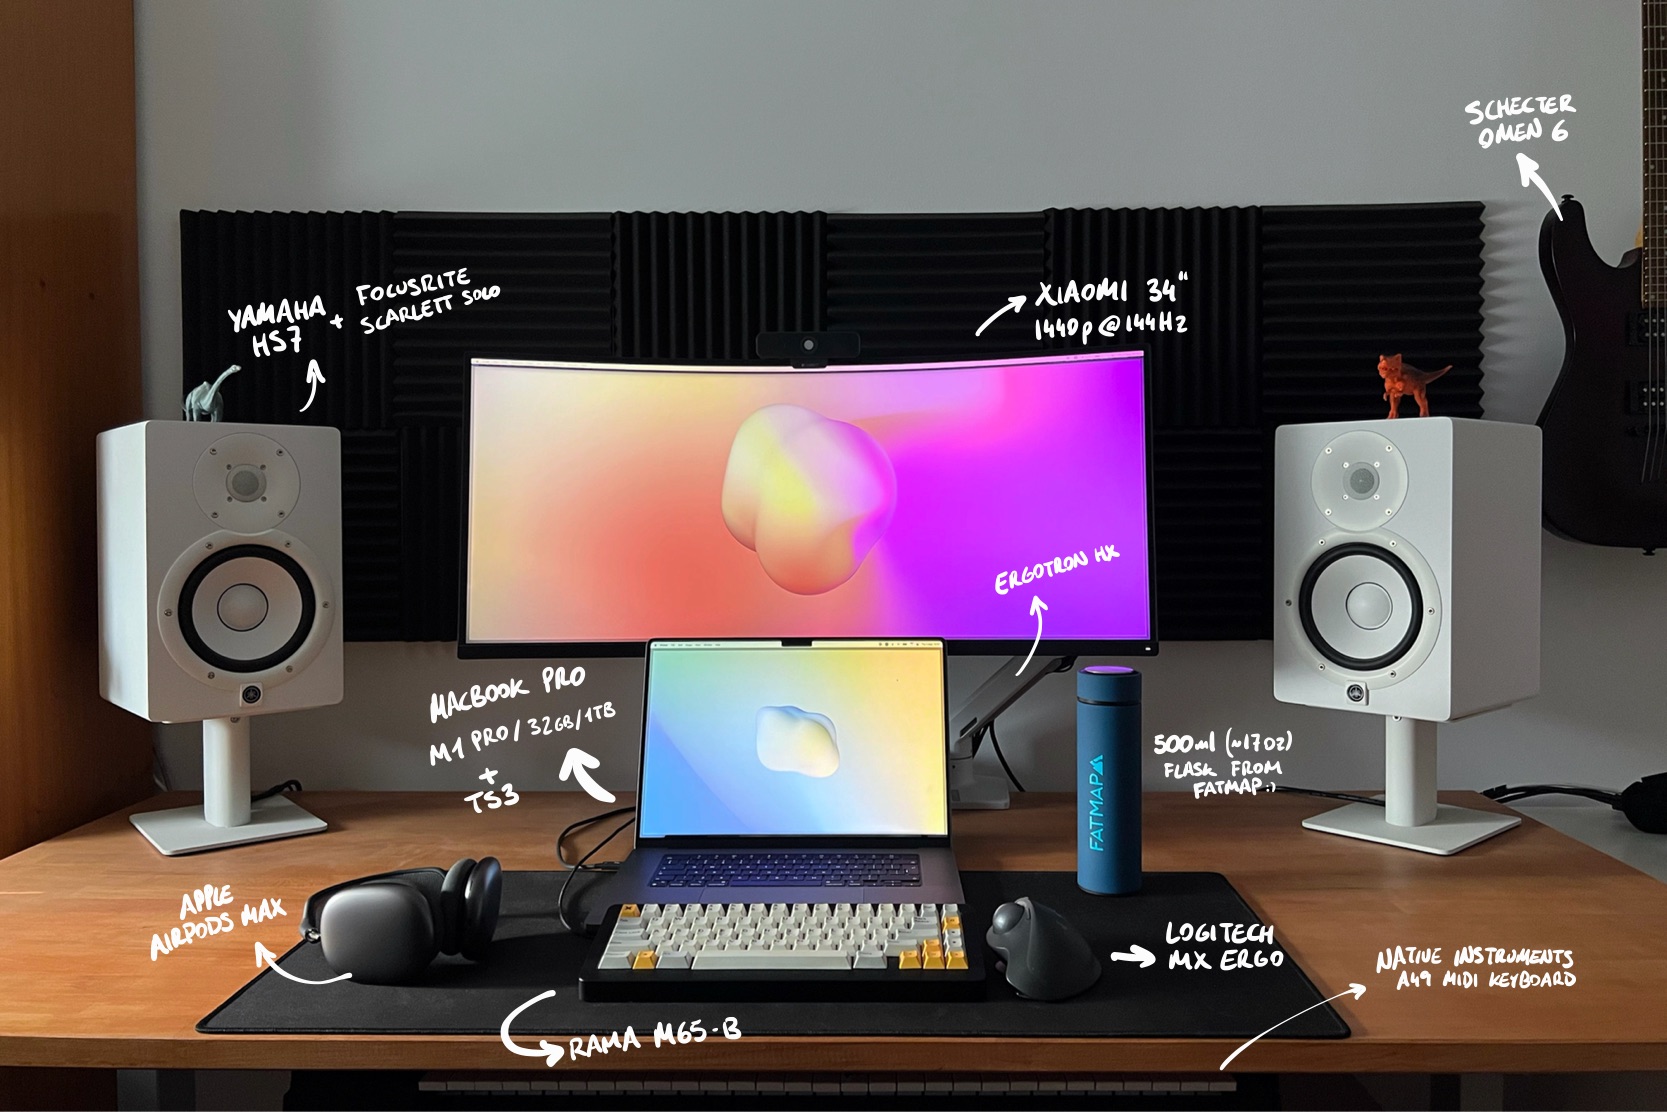 SCHECTER
OMEN 6
YAMAHA
HS7
+
FOCUSRITE
SCARLETT SOLO
XIAOMI 34"
1440p@144Hz
ERGOTRON HX
MACBOOK PRO
M1 PRO/32GB/1TB
+
TS3
500ml (~17oz)
FLASK FROM
FATMAP:)
FATMAP
APPLE
AIRPODS MAX
LOGITECH
MX ERGO
NATIVE INSTRUMENTS
A49 MIDI KEYBOARD
RAMA M65-B